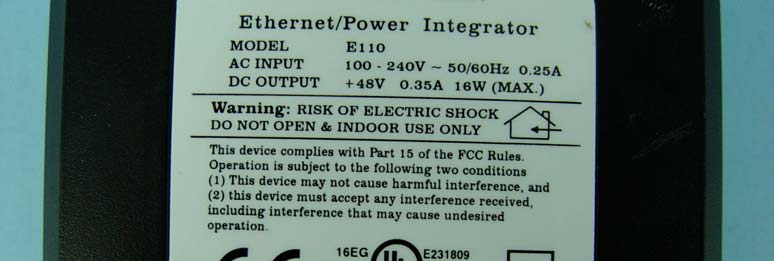 Ethernet/Power Integrator
MODEL E110
AC INPUT 100 - 240V ~ 50/60Hz 0.25A
DC OUTPUT +48V 0.35A 16W (MAX.)
Warning: RISK OF ELECTRIC SHOCK
DO NOT OPEN & INDOOR USE ONLY
This device complies with Part 15 of the FCC Rules.
Operation is subject to the following two conditions
(1) This device may not cause harmful interference, and
(2) this device must accept any interference received,
including interference that may cause undesired
operation.
CE 16EG UL E231809